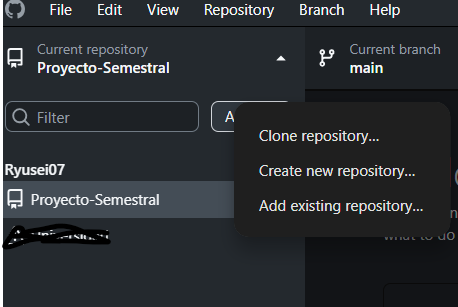 File Edit View Repository Branch Help
Current repository
Proyecto-Semestral
Current branch
main
Filter
A
Clone repository...
Create new repository...
Add existing repository...
Ryusei07
Proyecto-Semestral
what to do